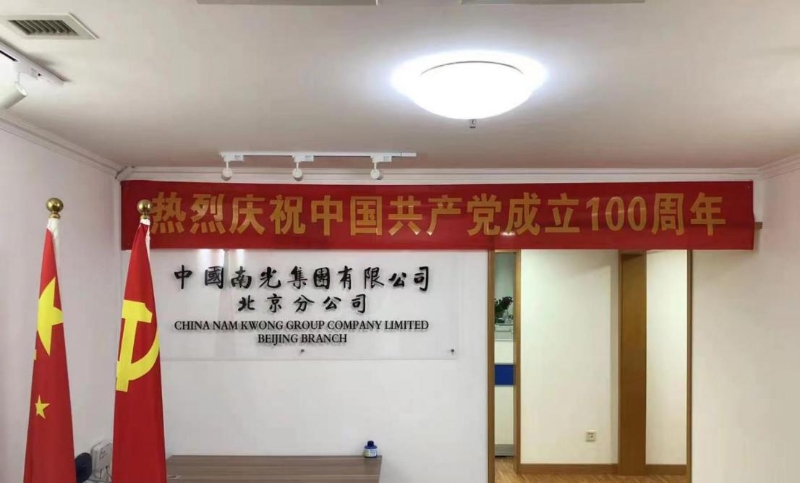 热烈庆祝中国共产党成立100周年
中國南光集團有限公司
北京分公司
CHINA NAM KWONG GROUP COMPANY LIMITED
BEIJING BRANCH